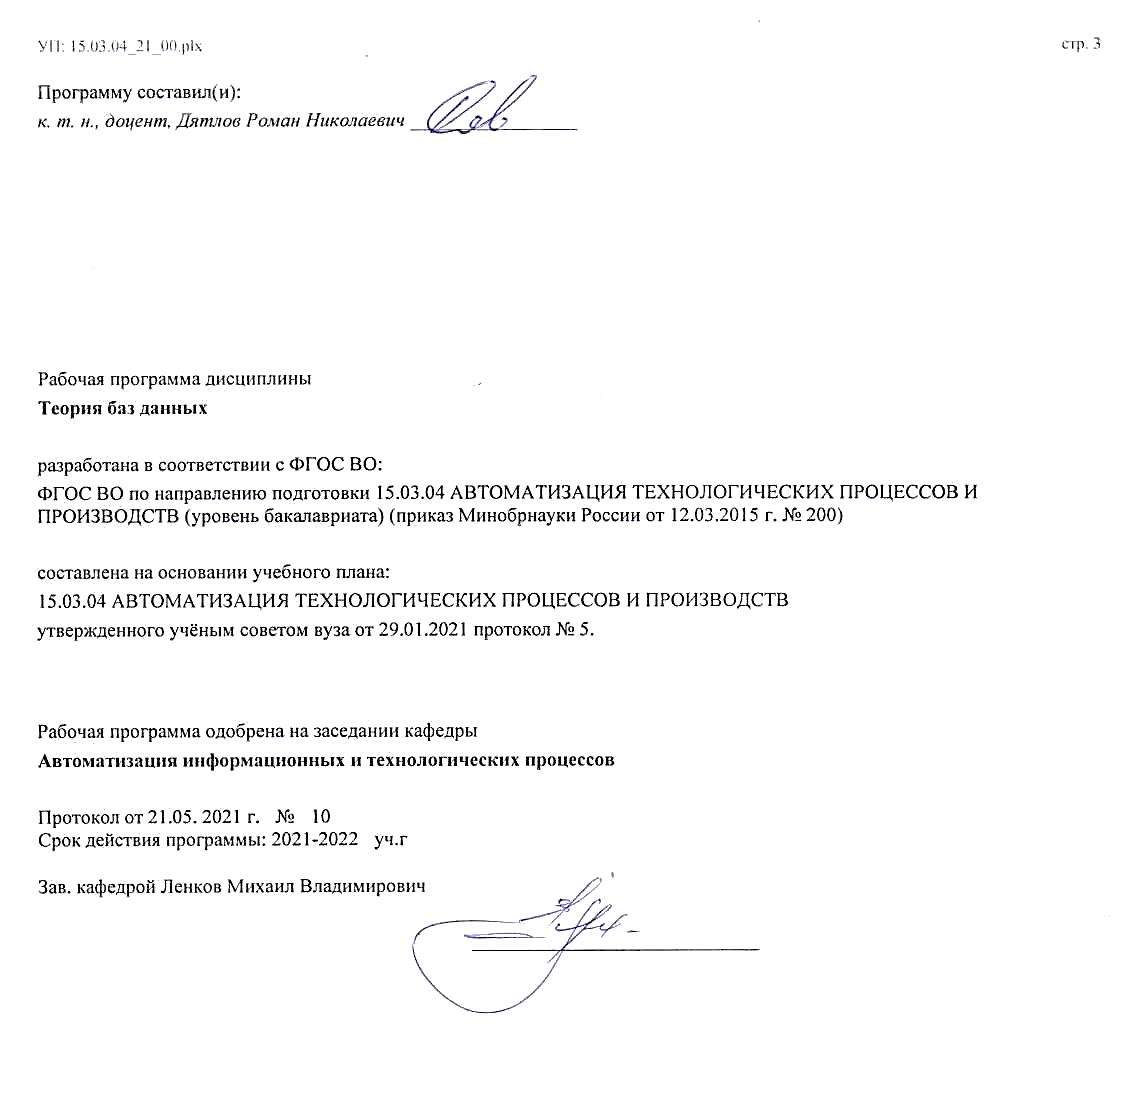 УП: 15.03.04_21_00.plx
стр. 3
Программу составил(и):
к. т. н., доцент, Дятлов Роман Николаевич
Рабочая программа дисциплины
Теория баз данных
разработана в соответствии с ФГОС ВО:
ФГОС ВО по направлению подготовки 15.03.04 АВТОМАТИЗАЦИЯ ТЕХНОЛОГИЧЕСКИХ ПРОЦЕССОВ И
ПРОИЗВОДСТВ (уровень бакалавриата) (приказ Минобрнауки России от 12.03.2015 г. № 200)
составлена на основании учебного плана:
15.03.04 АВТОМАТИЗАЦИЯ ТЕХНОЛОГИЧЕСКИХ ПРОЦЕССОВ И ПРОИЗВОДСТВ
утвержденного учёным советом вуза от 29.01.2021 протокол № 5.
Рабочая программа одобрена на заседании кафедры
Автоматизация информационных и технологических процессов
Протокол от 21.05. 2021 г. № 10
Срок действия программы: 2021-2022 уч.г
Зав. кафедрой Ленков Михаил Владимирович